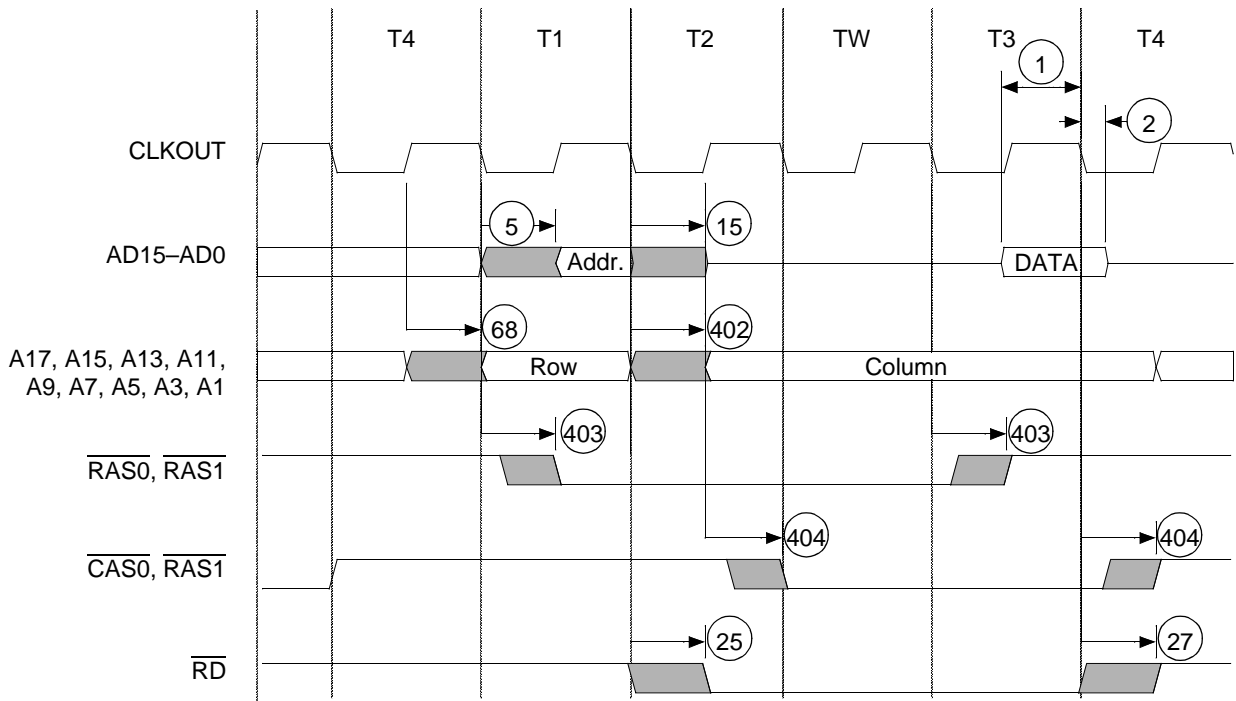 T4 T1 T2 TW T3 T4
1
2
CLKOUT
5 15
AD15–AD0 Addr. DATA
68 402
A17, A15, A13, A11,
A9, A7, A5, A3, A1
Row Column
403 403
RAS0, RAS1
404 404
CAS0, RAS1
25 27
RD